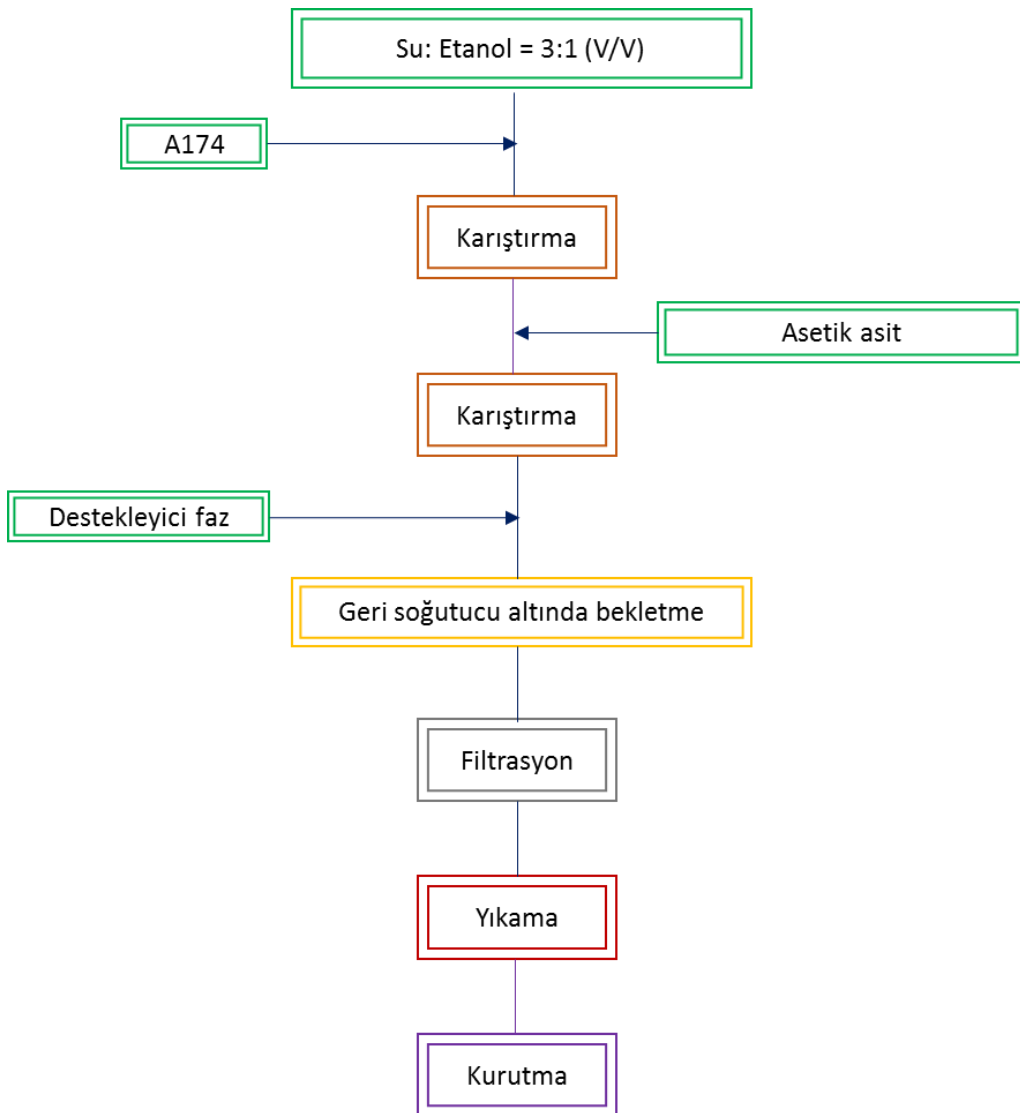 Su: Etanol = 3:1 (V/V)
A174
Karıştırma
Asetik asit
Karıştırma
Destekleyici faz
Geri soğutucu altında bekletme
Filtrasyon
Yıkama
Kurutma